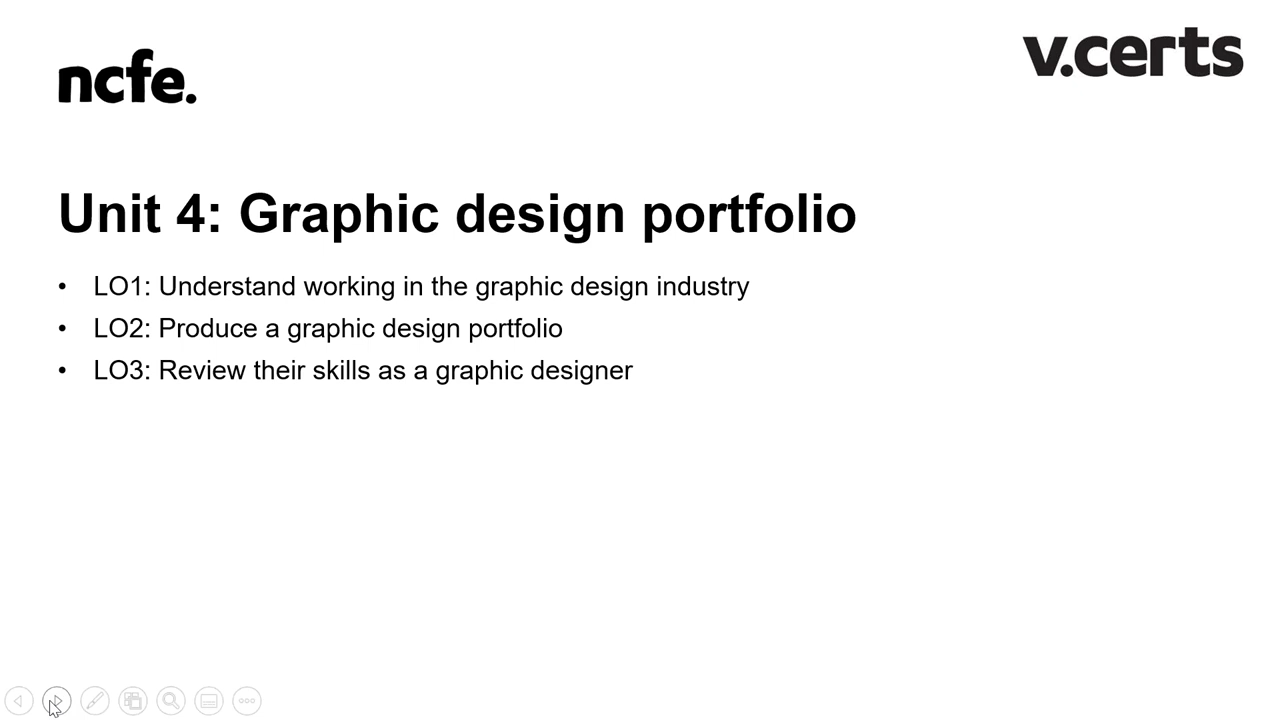 ncfe.
v.certs
Unit 4: Graphic design portfolio
• LO1: Understand working in the graphic design industry
• LO2: Produce a graphic design portfolio
• LO3: Review their skills as a graphic designer